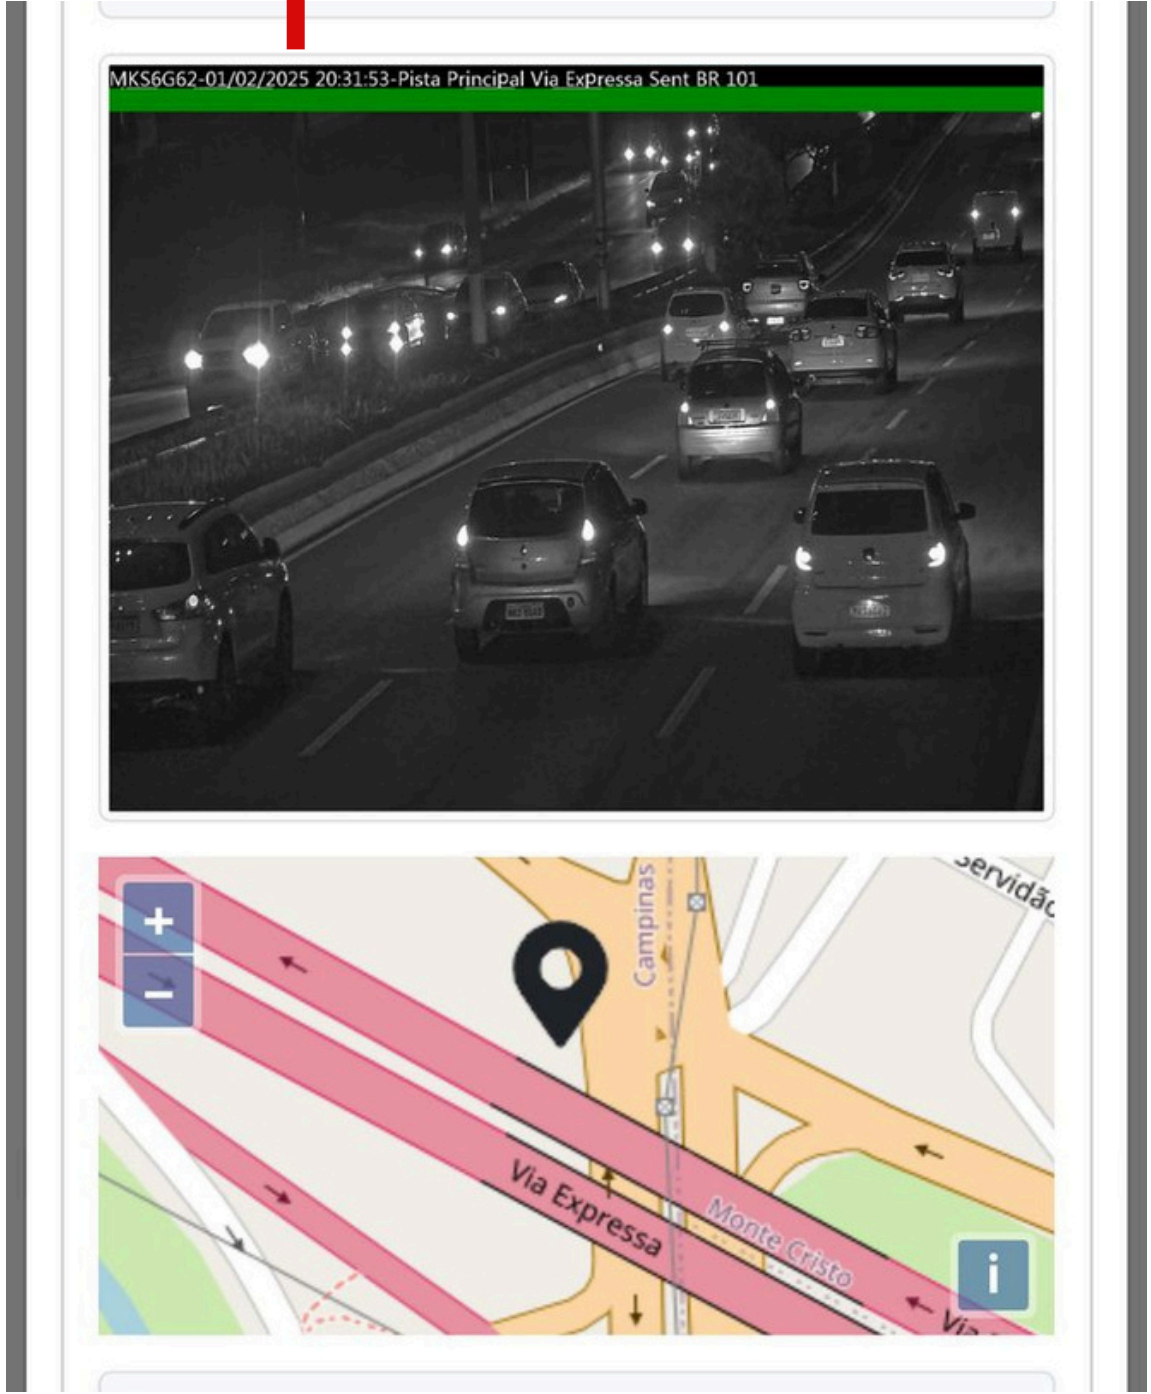 MKS6G62-01/02/2025 20:31:53-Pista Principal Via Expressa Sent BR 101
+
−
Campinas
Servidão
Via Expressa
Monte Cristo
i
Via